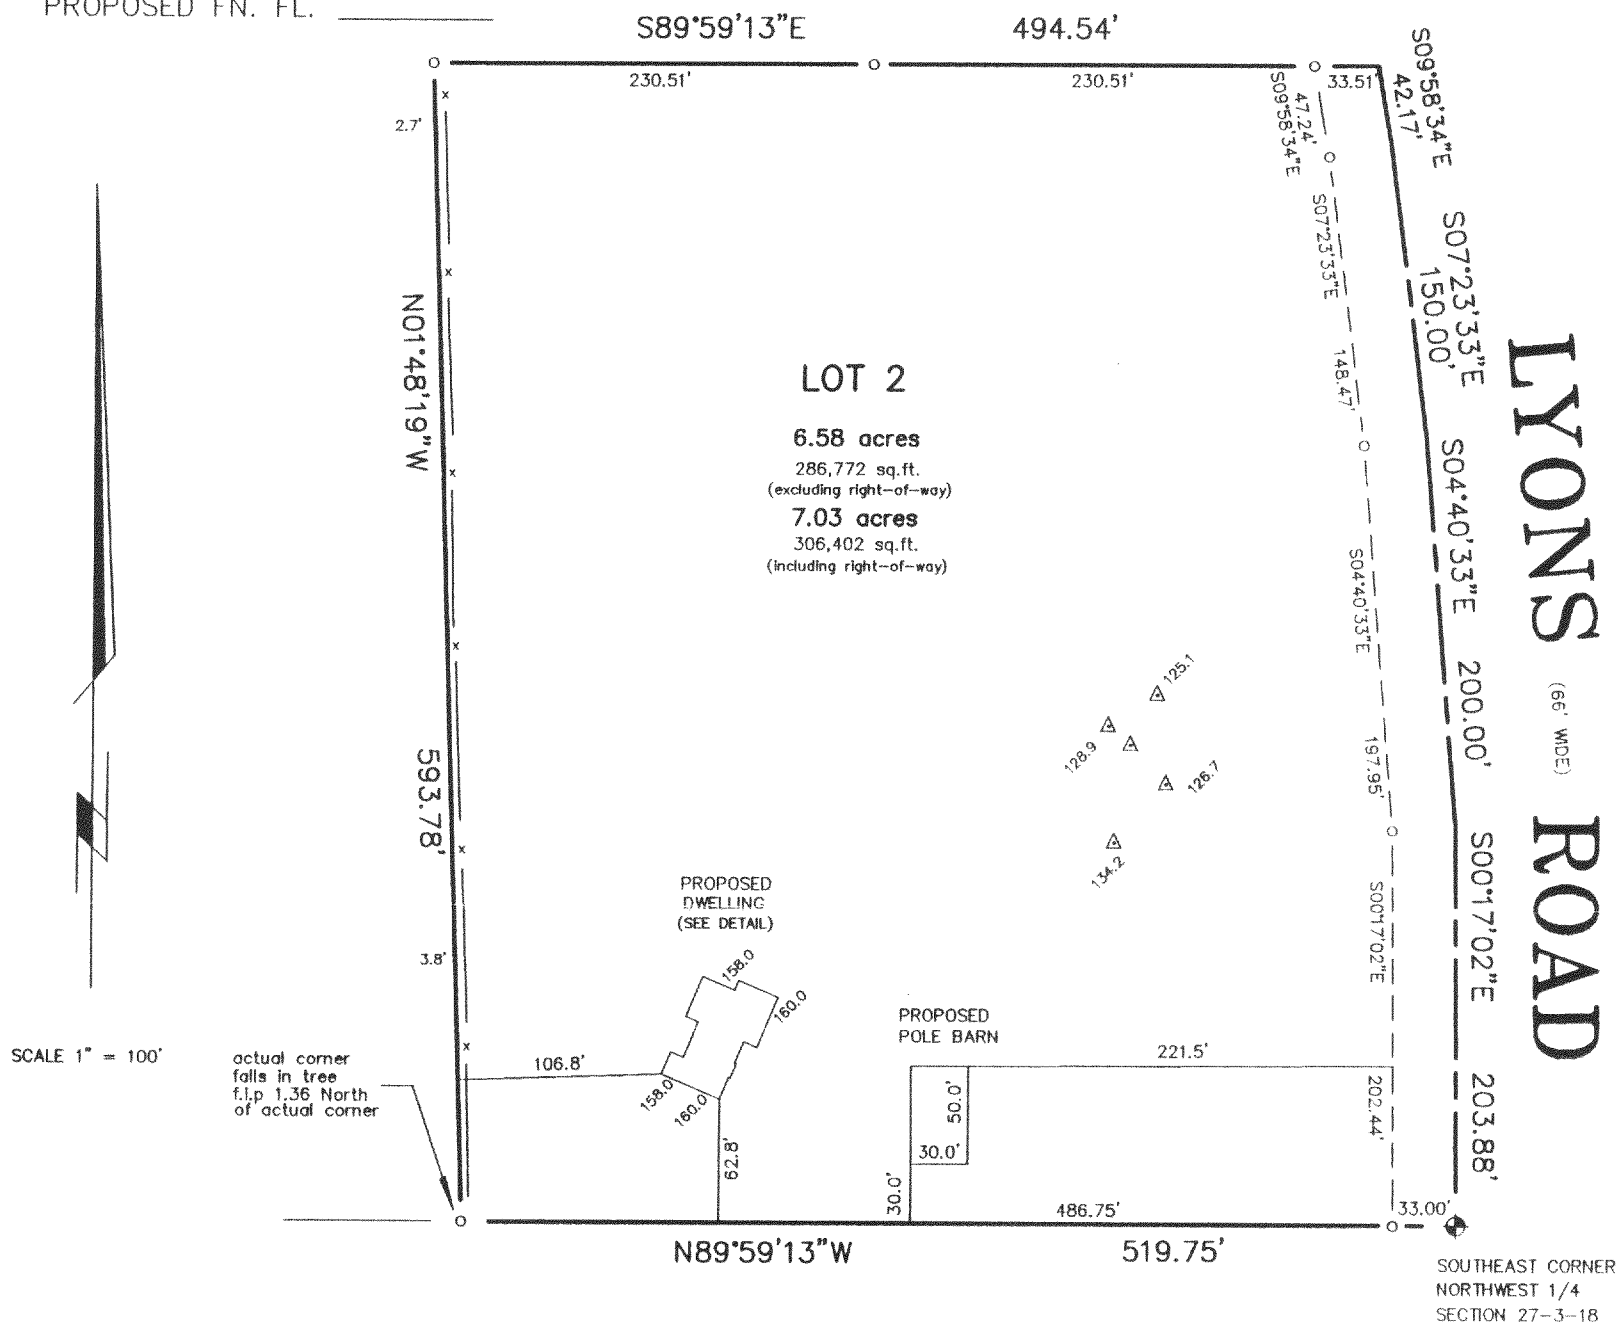 PROPOSED FN. FL.
S89°59'13"E 494.54'
230.51' 230.51' 33.51'
S09°58'34"E
42.17'
47.24'
S09°58'34"E
2.7'
S07°23'33"E
148.47'
S07°23'33"E
150.00'
N01°48'19"W 593.78'
LOT 2
6.58 acres
286,772 sq.ft.
(excluding right-of-way)
7.03 acres
306,402 sq.ft.
(including right-of-way)
S04°40'33"E 200.00'
S04°40'33"E 197.95'
LYONS (66' WIDE) ROAD
125.1
128.9
126.7
134.2
S00°17'02"E 203.88'
S00°17'02"E 202.44'
PROPOSED
DWELLING
(SEE DETAIL)
3.8'
158.0
160.0
158.0
160.0
PROPOSED
POLE BARN
SCALE 1" = 100'
actual corner
falls in tree
f.i.p 1.36 North
of actual corner
106.8'
62.8'
221.5'
50.0'
30.0'
30.0'
486.75' 33.00'
N89°59'13"W 519.75'
SOUTHEAST CORNER
NORTHWEST 1/4
SECTION 27-3-18